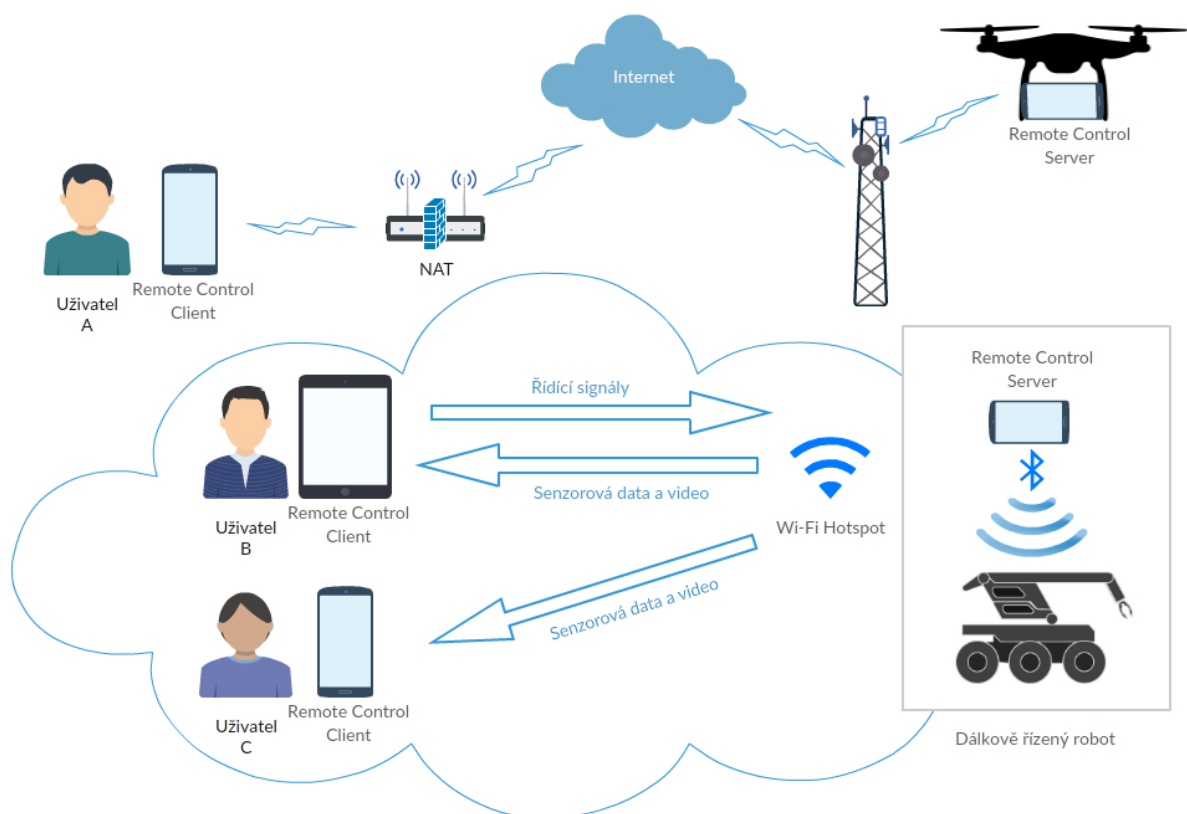 Internet
Remote Control
Server
NAT
Remote Control
Client
Uživatel
A
Řídící signály
Senzorová data a video
Uživatel
B
Remote Control
Client
Wi-Fi Hotspot
Remote Control
Server
Senzorová data a video
Uživatel
C
Remote Control
Client
Dálkově řízený robot